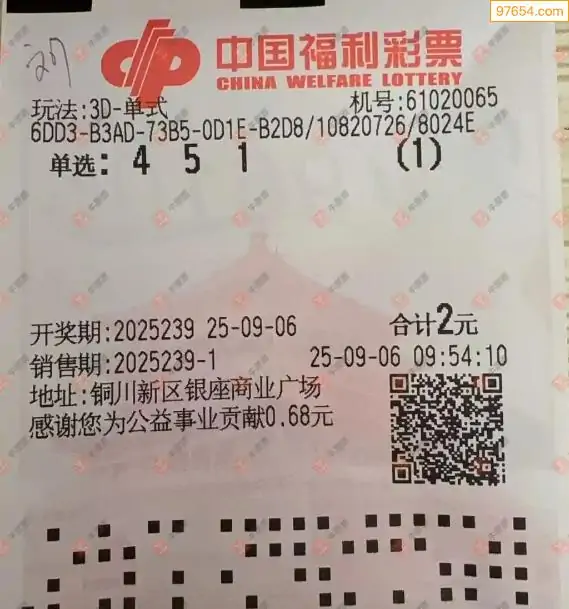 97654.com
中国福利彩票
CHINA WELFARE LOTTERY
玩法:3D-单式 机号:61020065
6DD3-B3AD-73B5-0D1E-B2D8/10820726/8024E
单选: 4 5 1 (1)
开奖期:2025239 25-09-06 合计2元
销售期:2025239-1 25-09-06 09:54:10
地址:铜川新区银座商业广场
感谢您为公益事业贡献0.68元